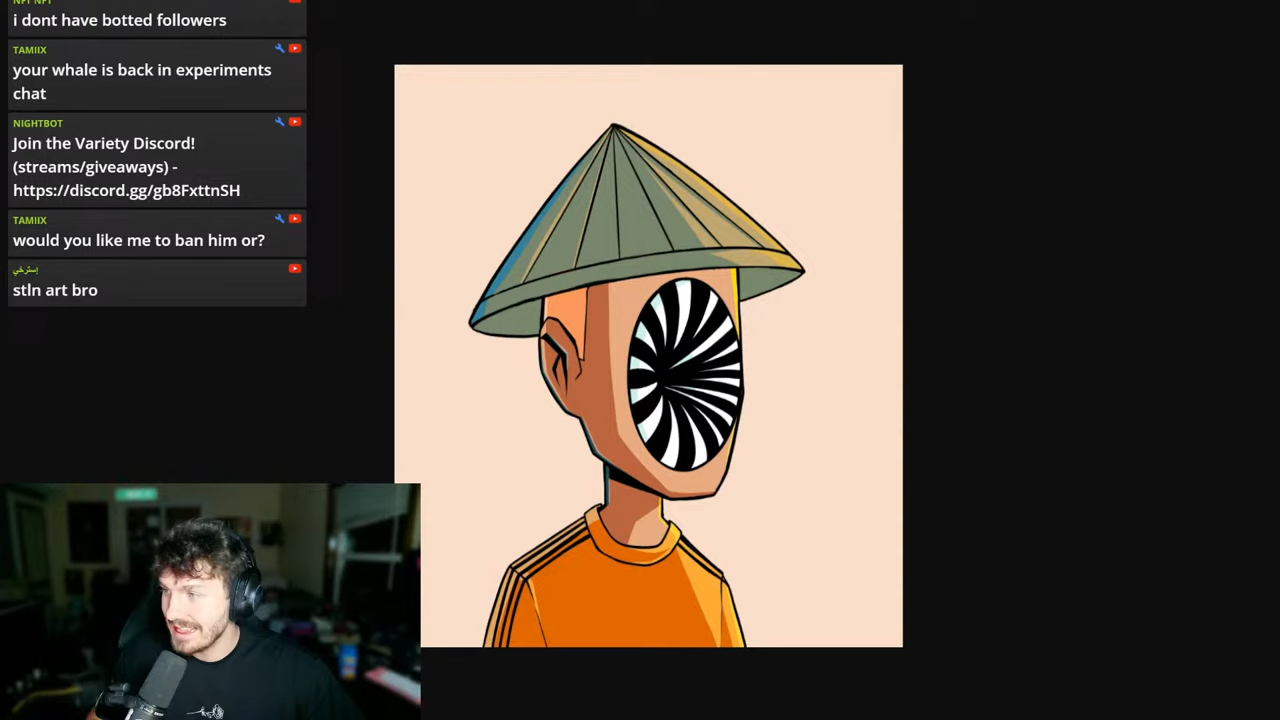 i dont have botted followers
TAMIIX
your whale is back in experiments
chat
NIGHTBOT
Join the Variety Discord!
(streams/giveaways) -
https://discord.gg/gb8FxttnSH
TAMIIX
would you like me to ban him or?
إسترخي
stln art bro